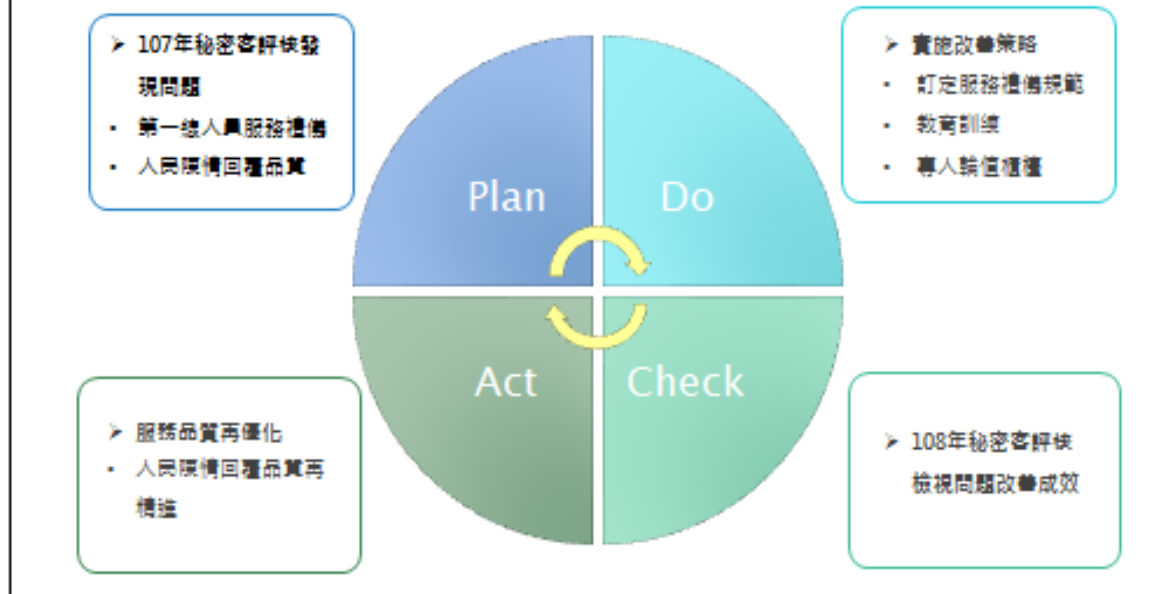 ➢ 107年秘密客評核發
現問題
• 第一線人員服務禮儀
• 人民陳情回覆品質
Plan
Do
➢ 實施改善策略
• 訂定服務禮儀規範
• 教育訓練
• 專人輪值櫃檯
Act
Check
➢ 服務品質再優化
• 人民陳情回覆品質再
精進
➢ 108年秘密客評核
檢視問題改善成效